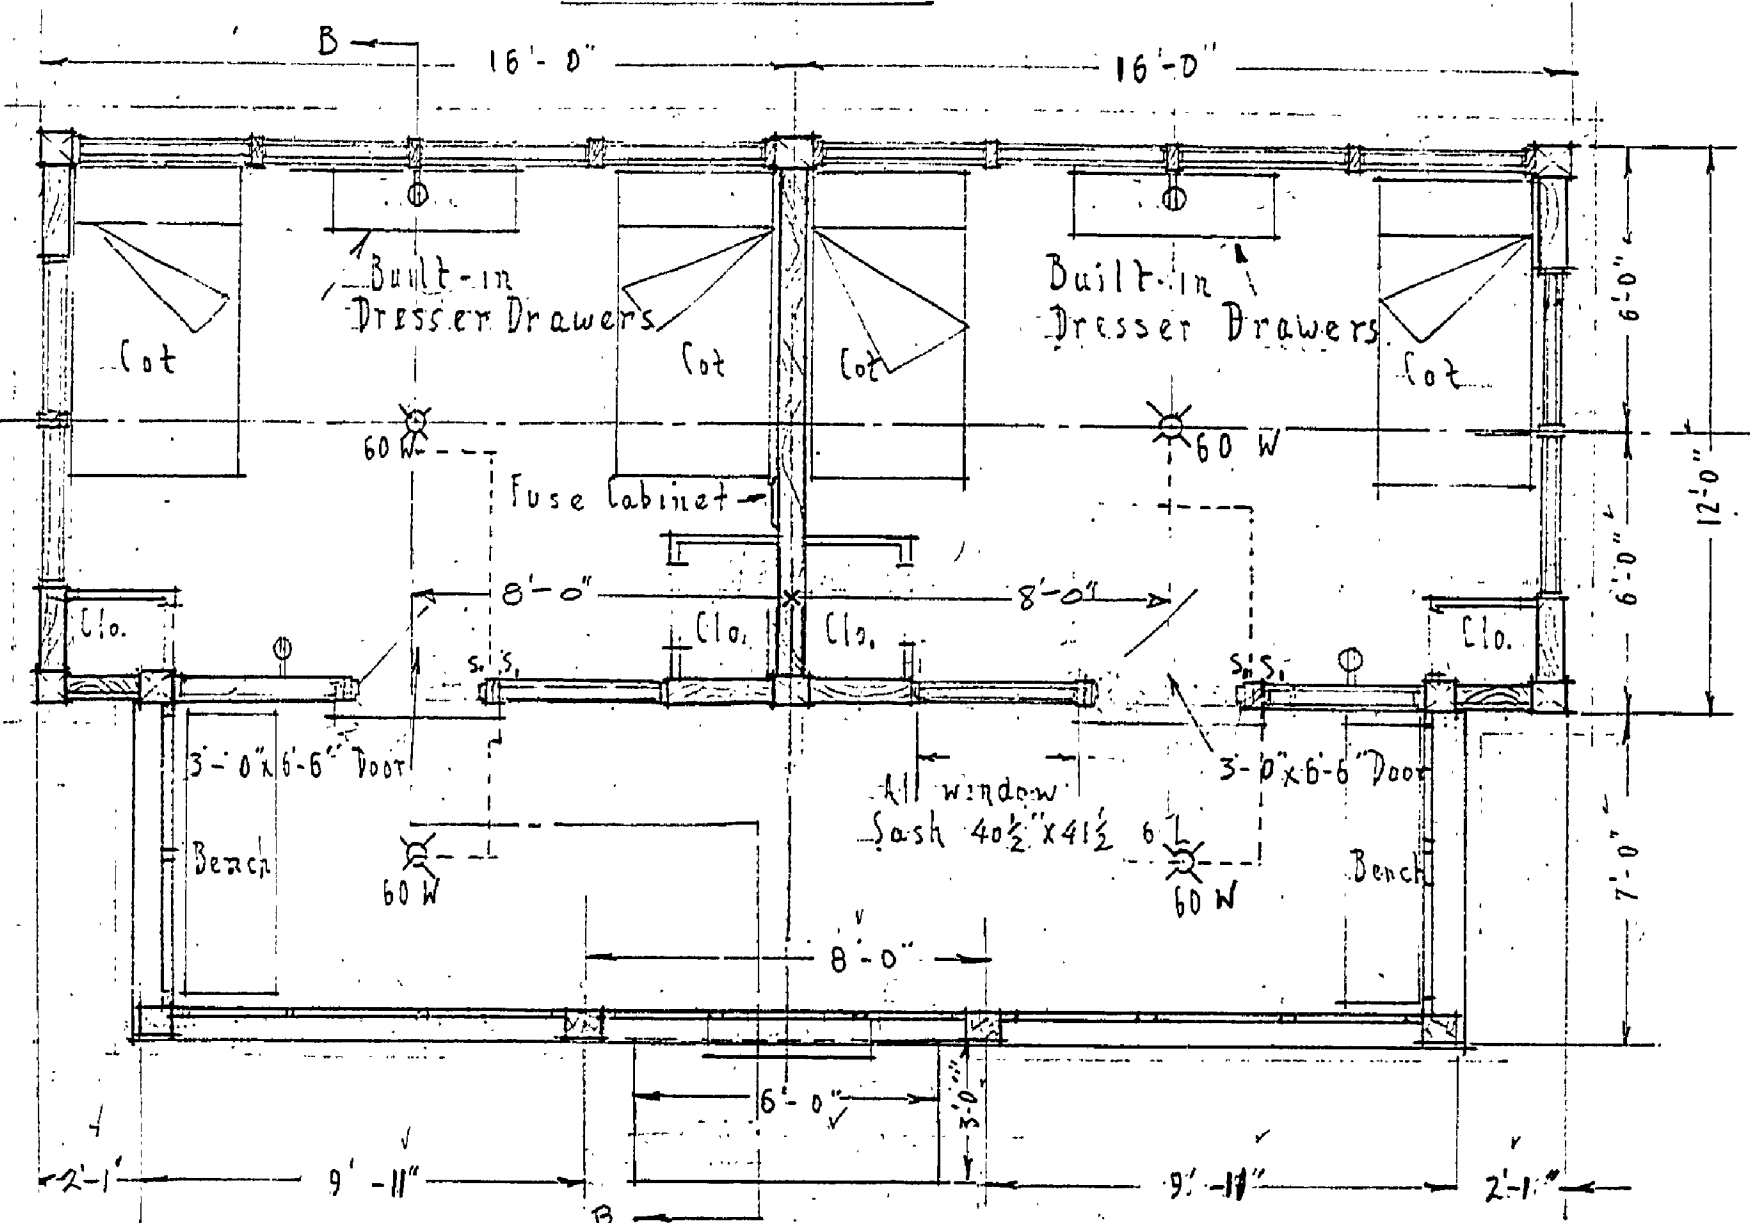 B
16'-0" 16'-0"
Built-in
Dresser Drawers
Built-in
Dresser Drawers
Cot Cot Cot Cot
6'-0"
12'-0"
60 W 60 W
Fuse Cabinet
6'-0"
8'-0" 8'-0"
Clo. Clo. Clo. Clo.
S, S, S, S,
3'-0"x6'-6" Door
3'-0"x6'-6" Door
All window
Sash 40½"x41½ 6 L
Bench Bench
7'-0"
60 W 60 W
8'-0"
6'-0"
3'-0"
2'-1" 9'-11" 9'-11" 2'-1"
B